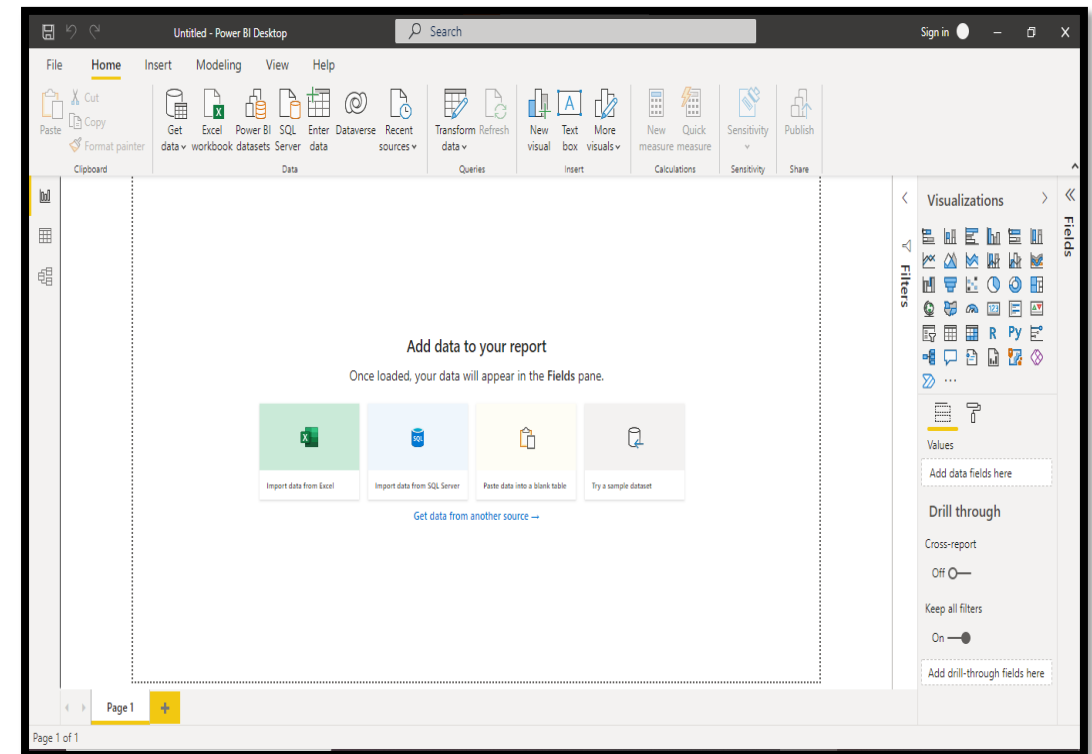 Untitled - Power BI Desktop
Search
Sign in
File Home Insert Modeling View Help
Paste
Cut
Copy
Format painter
Clipboard
Get data
Excel workbook
Power BI datasets
SQL Server
Enter data
Dataverse
Recent sources
Data
Transform data
Refresh
Queries
New visual
Text box
More visuals
Insert
New measure
Quick measure
Calculations
Sensitivity
Sensitivity
Publish
Share
Add data to your report
Once loaded, your data will appear in the Fields pane.
Import data from Excel
SQL
Import data from SQL Server
Paste data into a blank table
Try a sample dataset
Get data from another source →
Filters
Visualizations
123
R Py
Values
Add data fields here
Drill through
Cross-report
Off
Keep all filters
On
Add drill-through fields here
Fields
Page 1
Page 1 of 1